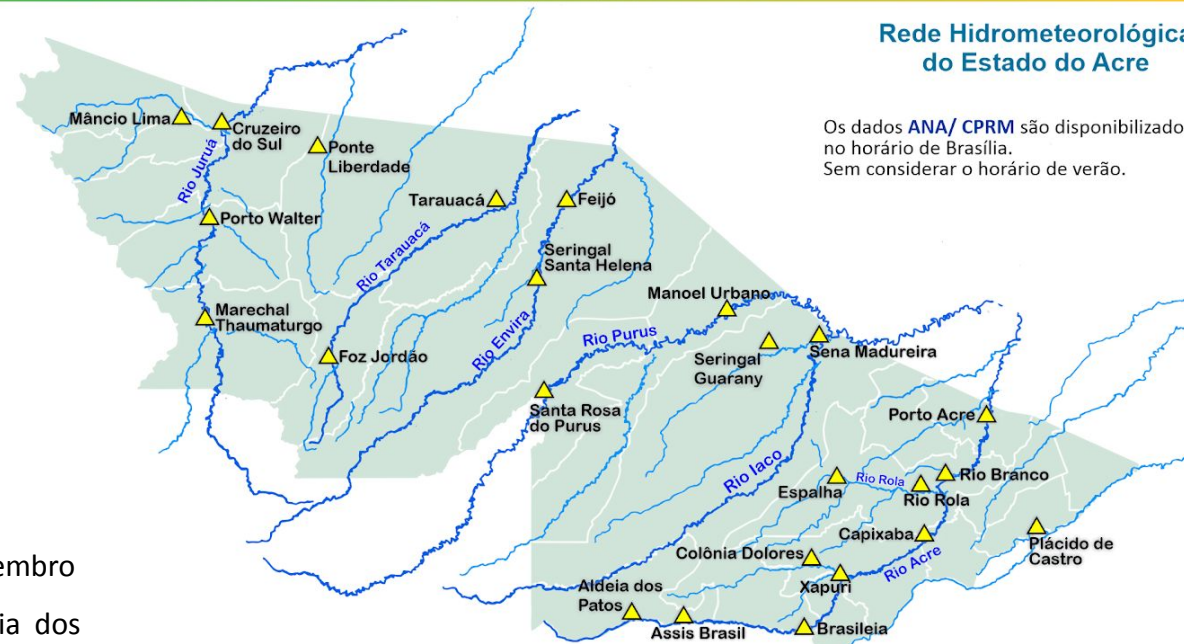 Rede Hidrometeorológica
do Estado do Acre
Os dados ANA/ CPRM são disponibilizado
no horário de Brasília.
Sem considerar o horário de verão.
Mâncio Lima
Cruzeiro
do Sul
Ponte
Liberdade
Rio Juruá
Tarauacá
Feijó
Porto Walter
Rio Tarauacá
Seringal
Santa Helena
Manoel Urbano
Marechal
Thaumaturgo
Rio Envira
Rio Purus
Foz Jordão
Seringal
Guarany
Sena Madureira
Santa Rosa
do Purus
Porto Acre
Rio Iaco
Espalha
Rio Rola
Rio Branco
Rio Rola
Capixaba
Plácido de
Castro
Colônia Dolores
Rio Acre
Xapuri
Aldeia dos
Patos
Assis Brasil
Brasileia
embro
ia dos